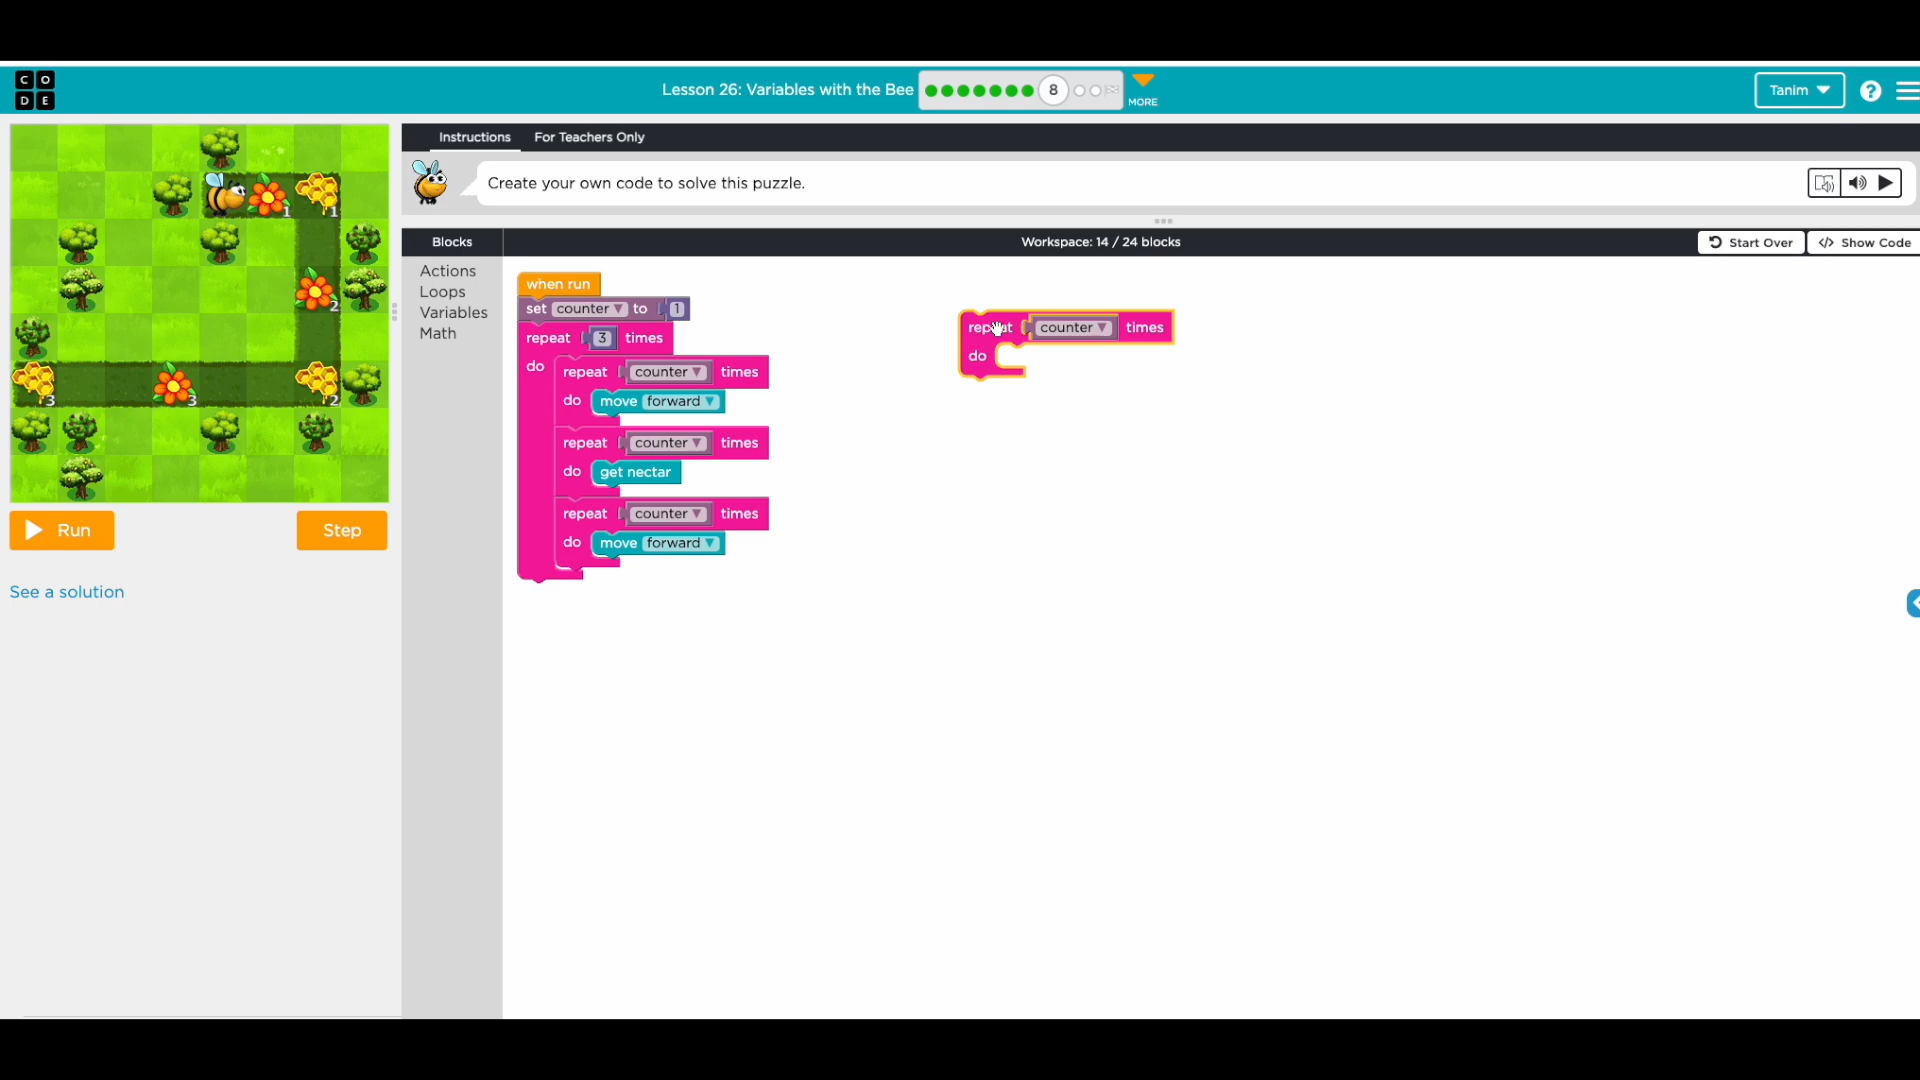 C O
D E
Lesson 26: Variables with the Bee
8
MORE
Tanim
?
Instructions
For Teachers Only
Create your own code to solve this puzzle.
Blocks
Workspace: 14 / 24 blocks
Start Over
</> Show Code
Actions
Loops
Variables
Math
when run
set counter to 1
repeat 3 times
do
repeat counter times
do move forward
repeat counter times
do get nectar
repeat counter times
do move forward
repeat counter times
do
1
1
2
3
3
2
Run
Step
See a solution